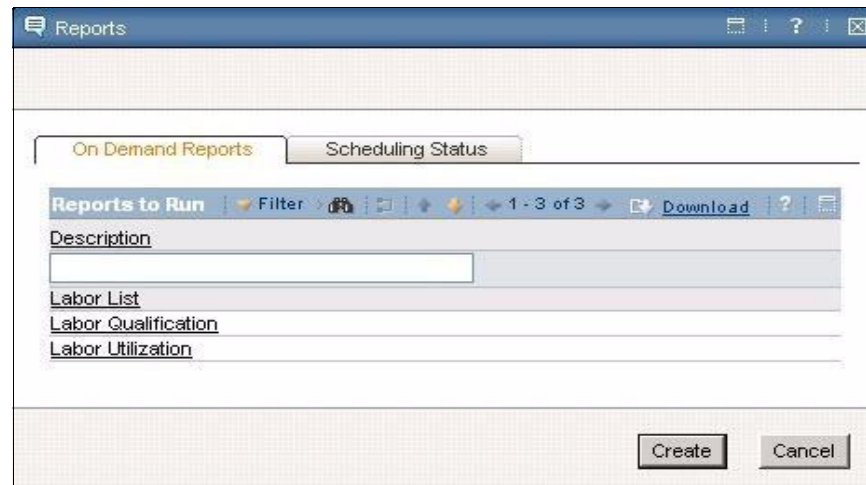 Reports ?
On Demand Reports Scheduling Status
Reports to Run Filter 1 - 3 of 3 Download ?
Description
Labor List
Labor Qualification
Labor Utilization
Create Cancel